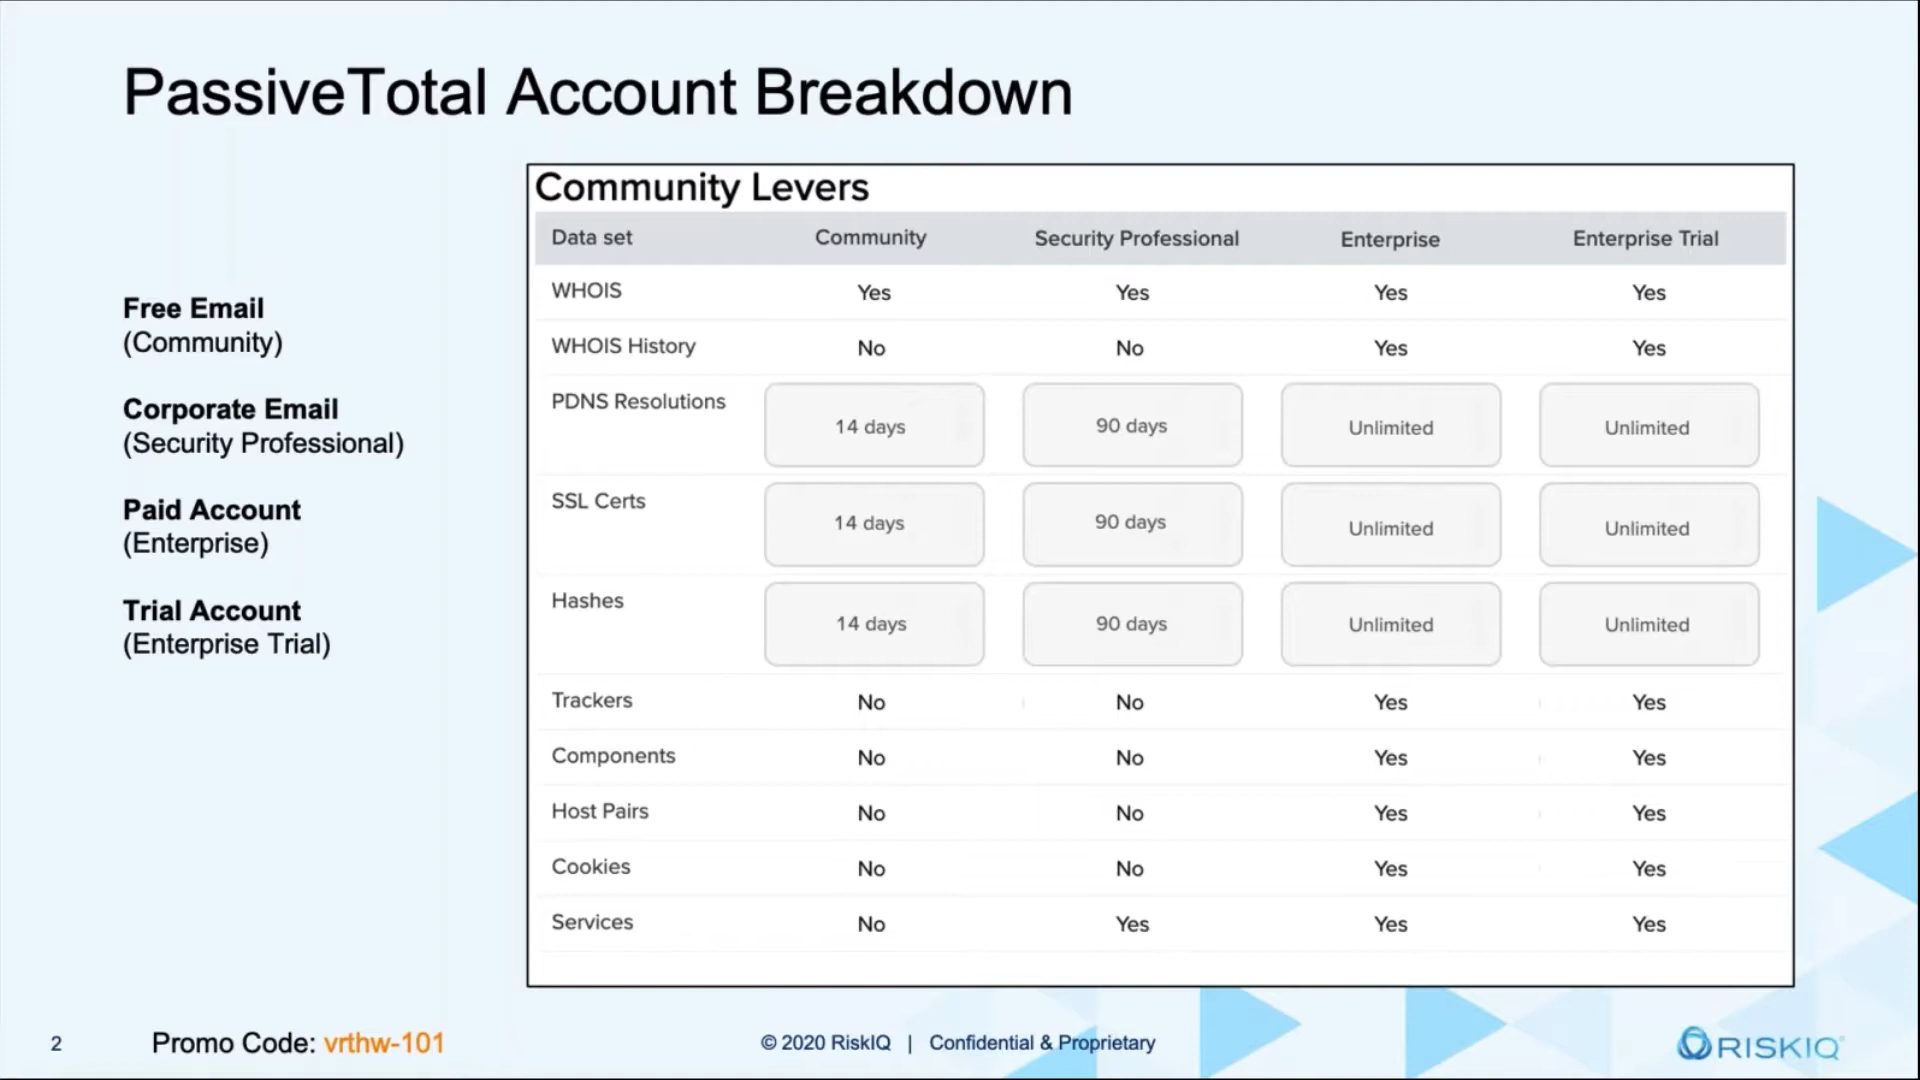 PassiveTotal Account Breakdown
Free Email
(Community)
Corporate Email
(Security Professional)
Paid Account
(Enterprise)
Trial Account
(Enterprise Trial)
Community Levers
Data set Community Security Professional Enterprise Enterprise Trial
WHOIS Yes Yes Yes Yes
WHOIS History No No Yes Yes
PDNS Resolutions 14 days 90 days Unlimited Unlimited
SSL Certs 14 days 90 days Unlimited Unlimited
Hashes 14 days 90 days Unlimited Unlimited
Trackers No No Yes Yes
Components No No Yes Yes
Host Pairs No No Yes Yes
Cookies No No Yes Yes
Services No Yes Yes Yes
2 Promo Code: vrthw-101 © 2020 RiskIQ | Confidential & Proprietary RISKIQ